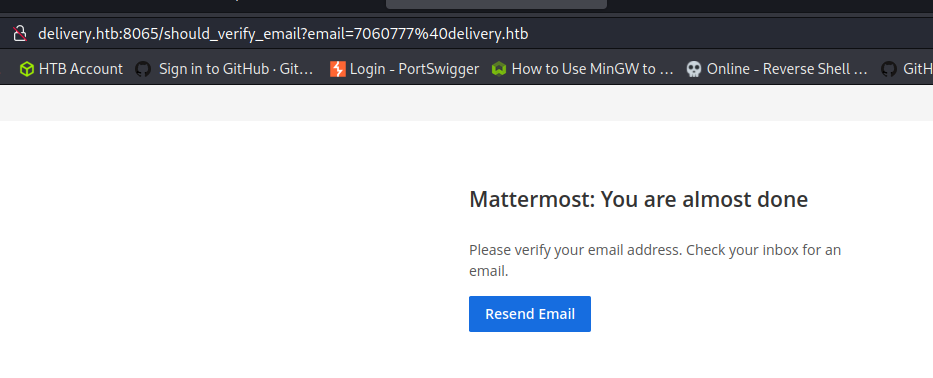 delivery.htb:8065/should_verify_email?email=7060777%40delivery.htb
HTB Account Sign in to GitHub · Git… Login - PortSwigger How to Use MinGW to … Online - Reverse Shell … GitH
Mattermost: You are almost done
Please verify your email address. Check your inbox for an
email.
Resend Email